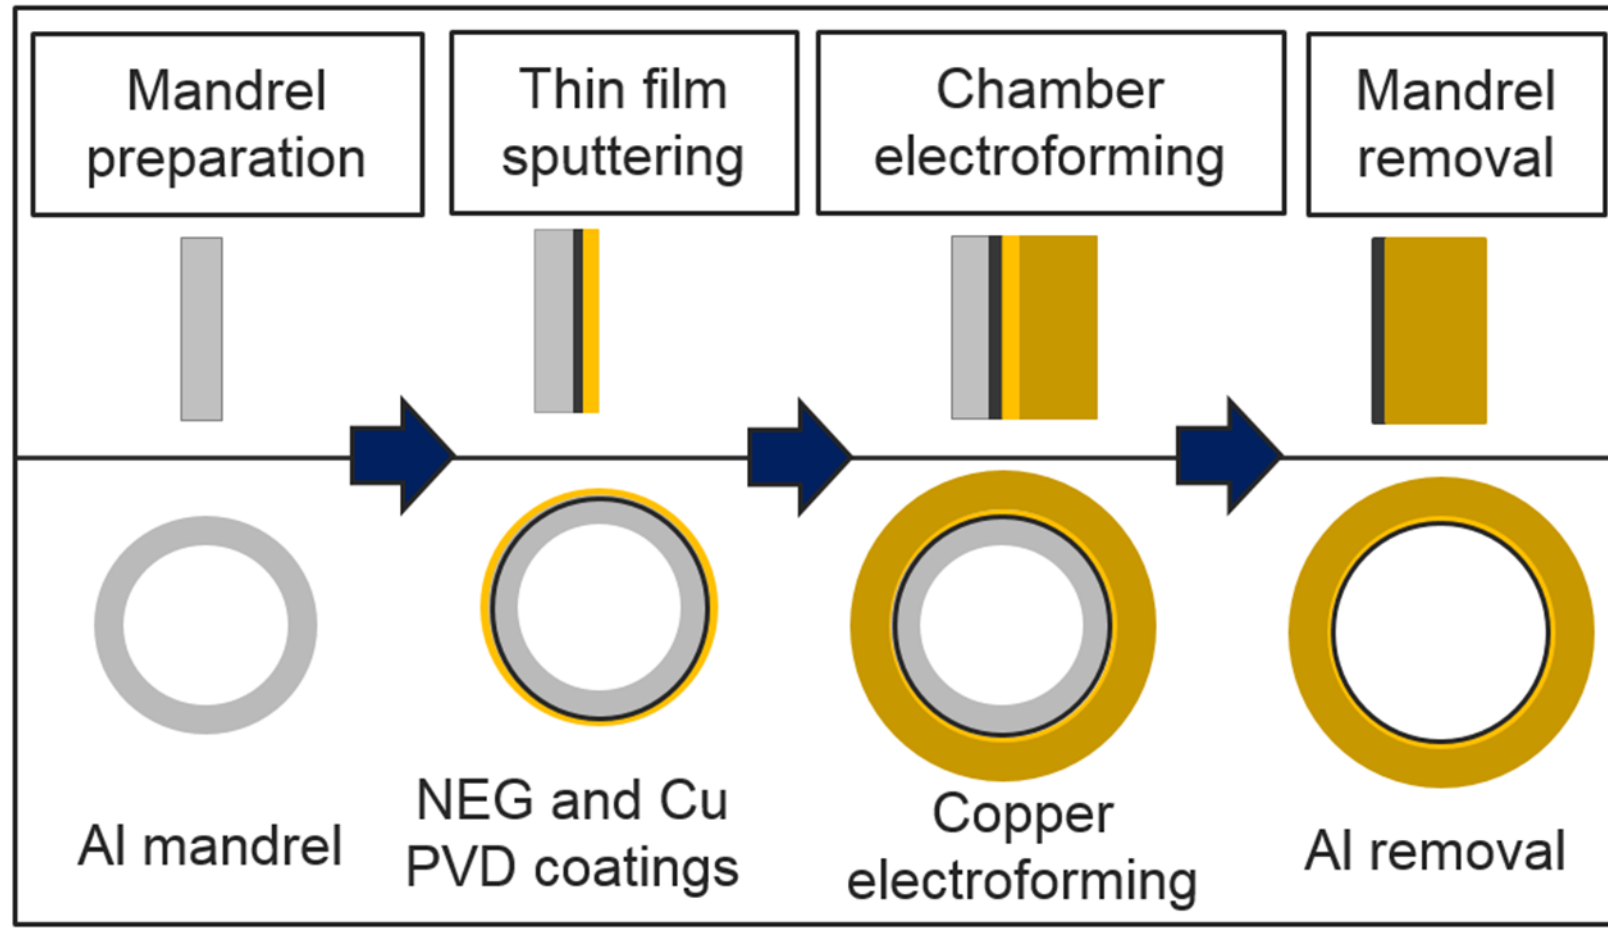 Mandrel
preparation
Thin film
sputtering
Chamber
electroforming
Mandrel
removal
Al mandrel
NEG and Cu
PVD coatings
Copper
electroforming
Al removal